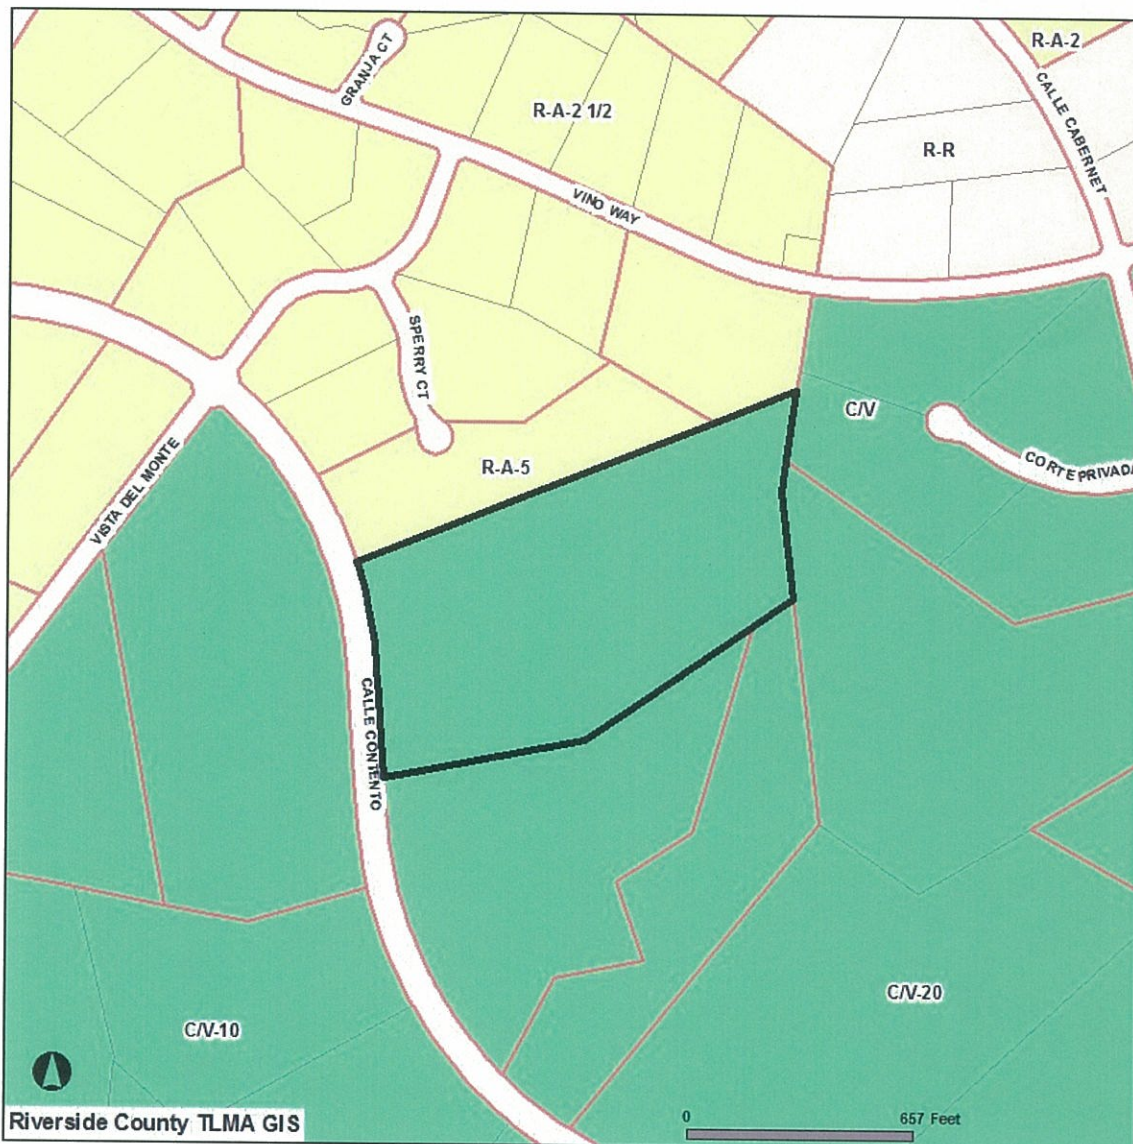 R-A-2
GRANJA CT
R-A-2 1/2
CALLE CABERNET
R-R
VINO WAY
SPERRY CT
C/V
VISTA DEL MONTE
R-A-5
CORTE PRIVADA
CALLE CONTENTO
C/V-20
C/V-10
Riverside County TLMA GIS
0
657 Feet